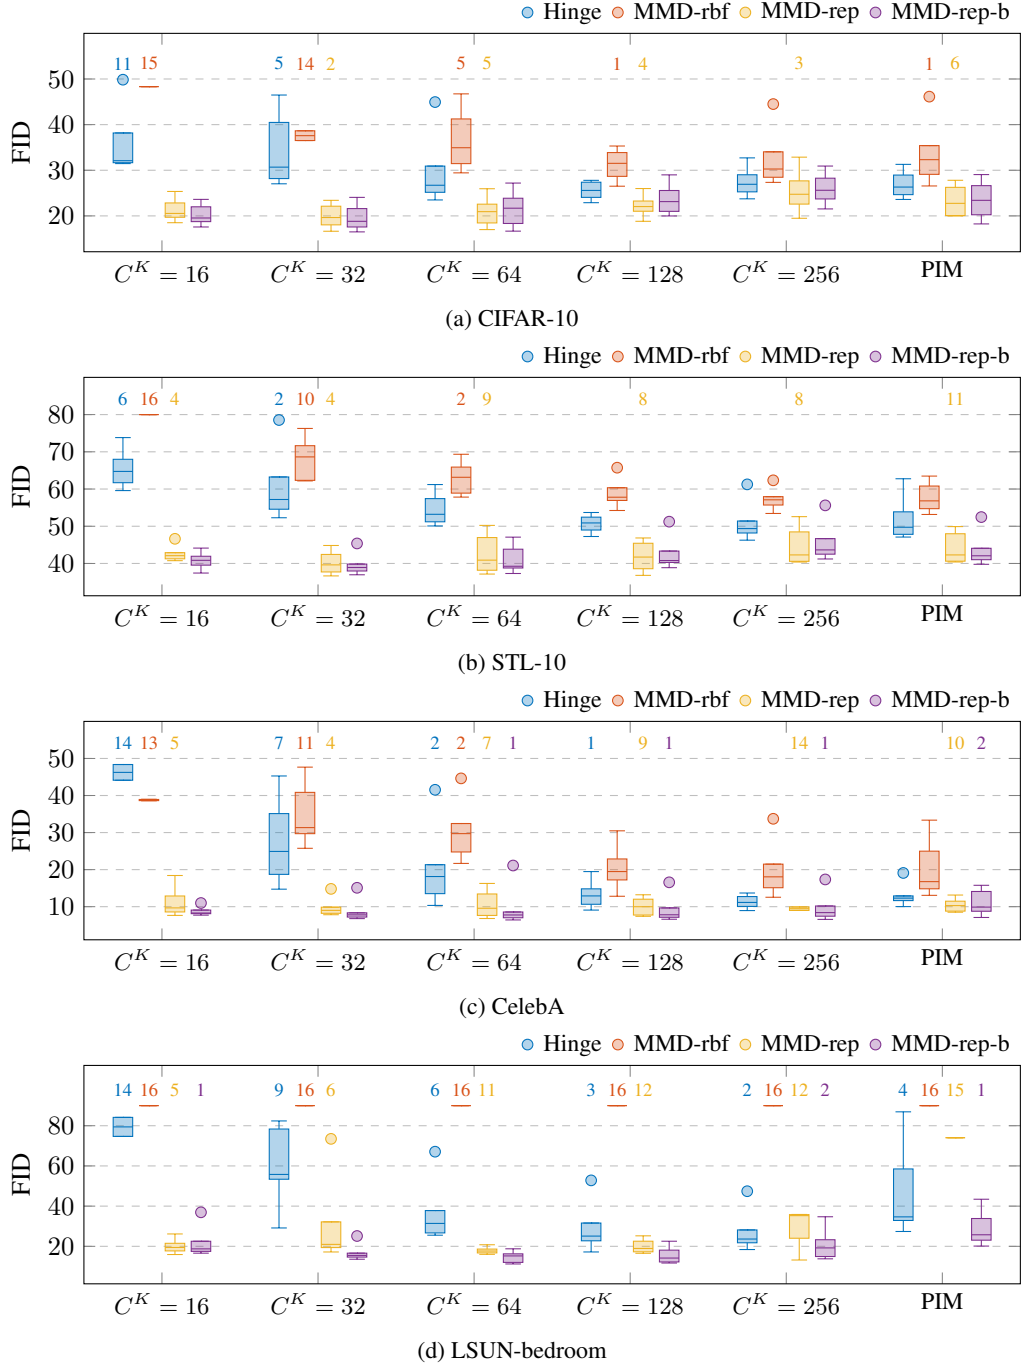 Hinge MMD-rbf MMD-rep MMD-rep-b
11 15 5 14 2 5 5 1 4 3 1 6
50
40
30
20
FID
C^K = 16 C^K = 32 C^K = 64 C^K = 128 C^K = 256 PIM
(a) CIFAR-10
Hinge MMD-rbf MMD-rep MMD-rep-b
6 16 4 2 10 4 2 9 8 8 11
80
70
60
50
40
FID
C^K = 16 C^K = 32 C^K = 64 C^K = 128 C^K = 256 PIM
(b) STL-10
Hinge MMD-rbf MMD-rep MMD-rep-b
14 13 5 7 11 4 2 2 7 1 1 9 1 14 1 10 2
50
40
30
20
10
FID
C^K = 16 C^K = 32 C^K = 64 C^K = 128 C^K = 256 PIM
(c) CelebA
Hinge MMD-rbf MMD-rep MMD-rep-b
14 16 5 1 9 16 6 6 16 11 3 16 12 2 16 12 2 4 16 15 1
80
60
40
20
FID
C^K = 16 C^K = 32 C^K = 64 C^K = 128 C^K = 256 PIM
(d) LSUN-bedroom